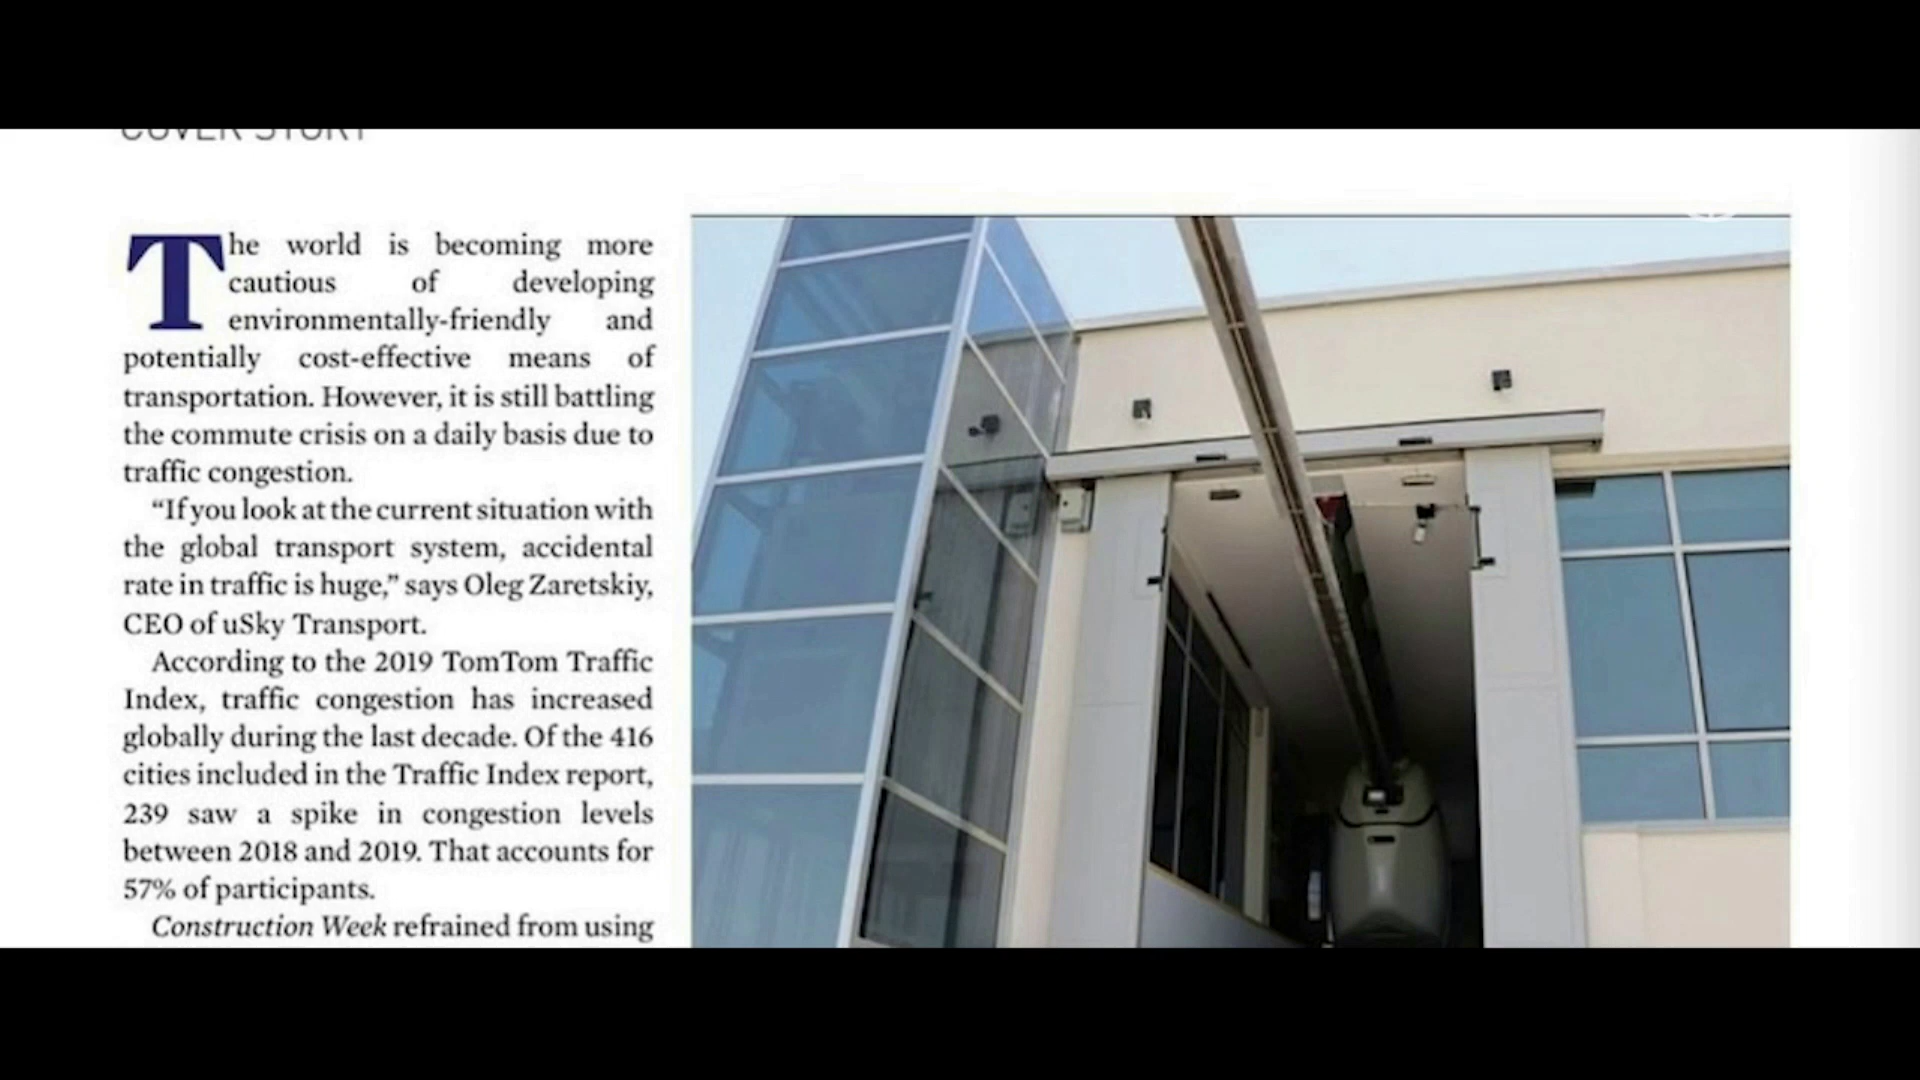 COVER STORY
The world is becoming more
cautious of developing
environmentally-friendly and
potentially cost-effective means of
transportation. However, it is still battling
the commute crisis on a daily basis due to
traffic congestion.
“If you look at the current situation with
the global transport system, accidental
rate in traffic is huge,” says Oleg Zaretskiy,
CEO of uSky Transport.
According to the 2019 TomTom Traffic
Index, traffic congestion has increased
globally during the last decade. Of the 416
cities included in the Traffic Index report,
239 saw a spike in congestion levels
between 2018 and 2019. That accounts for
57% of participants.
Construction Week refrained from using